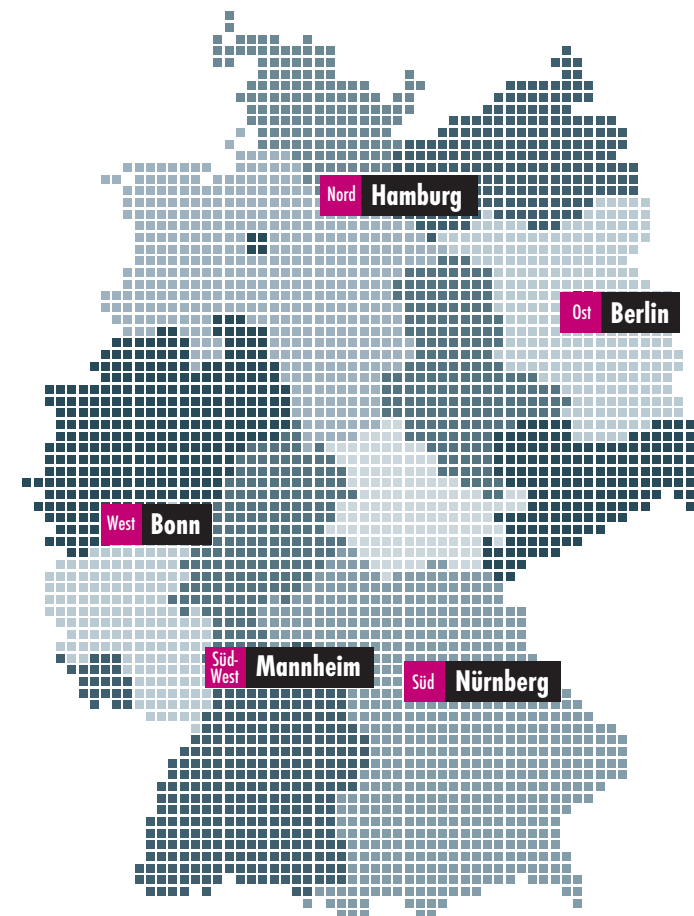 Nord Hamburg
Ost Berlin
West Bonn
Süd-
West Mannheim
Süd Nürnberg